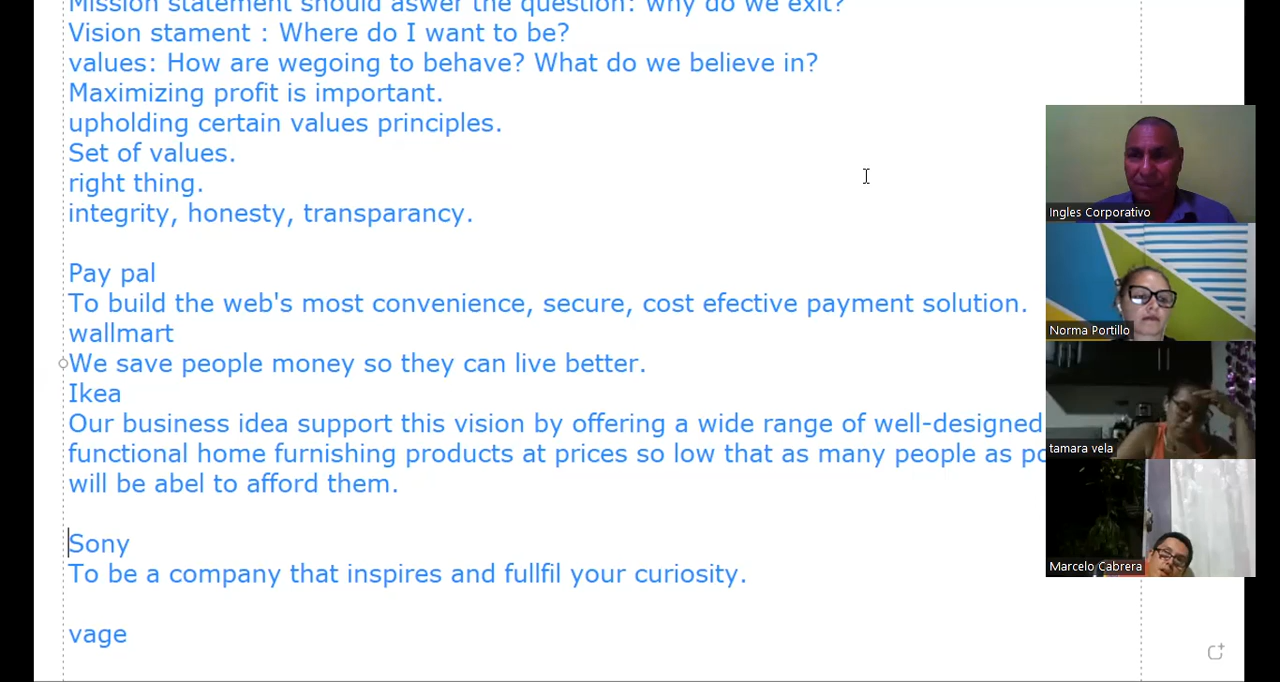 Mission statement should aswer the question: why do we exit?
Vision stament : Where do I want to be?
values: How are wegoing to behave? What do we believe in?
Maximizing profit is important.
upholding certain values principles.
Set of values.
right thing.
integrity, honesty, transparancy.
Pay pal
To build the web's most convenience, secure, cost efective payment solution.
wallmart
We save people money so they can live better.
Ikea
Our business idea support this vision by offering a wide range of well-designed
functional home furnishing products at prices so low that as many people as
will be abel to afford them.
Sony
To be a company that inspires and fullfil your curiosity.
vage
Ingles Corporativo
Norma Portillo
tamara vela
Marcelo Cabrera